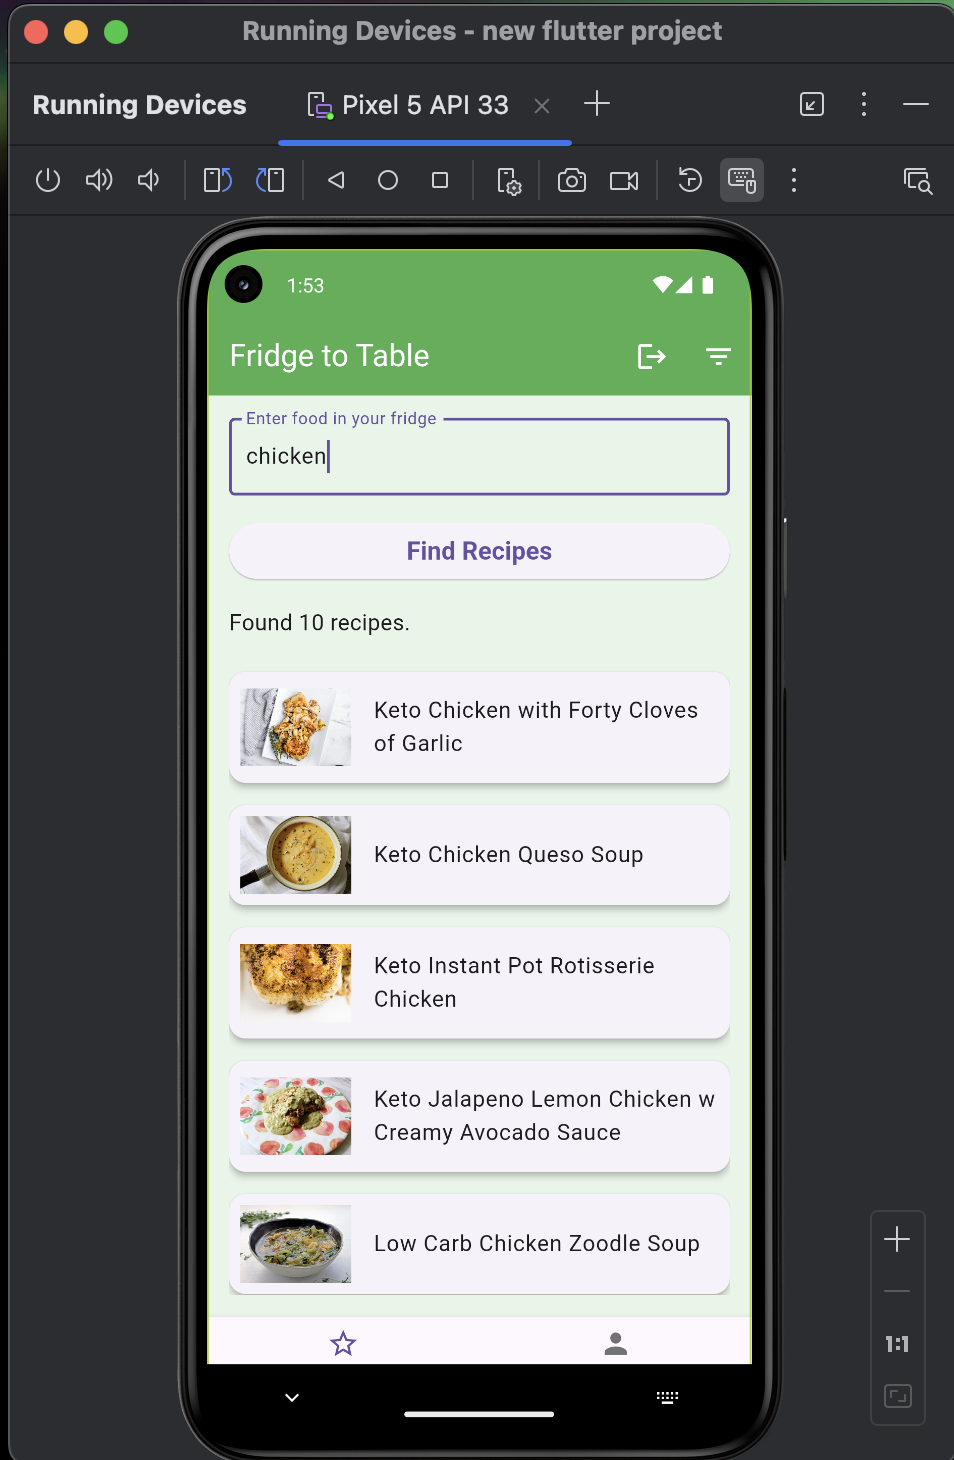 Running Devices - new flutter project
Running Devices
Pixel 5 API 33
1:53
Fridge to Table
Enter food in your fridge
chicken
Find Recipes
Found 10 recipes.
Keto Chicken with Forty Cloves
of Garlic
Keto Chicken Queso Soup
Keto Instant Pot Rotisserie
Chicken
Keto Jalapeno Lemon Chicken w
Creamy Avocado Sauce
Low Carb Chicken Zoodle Soup
1:1